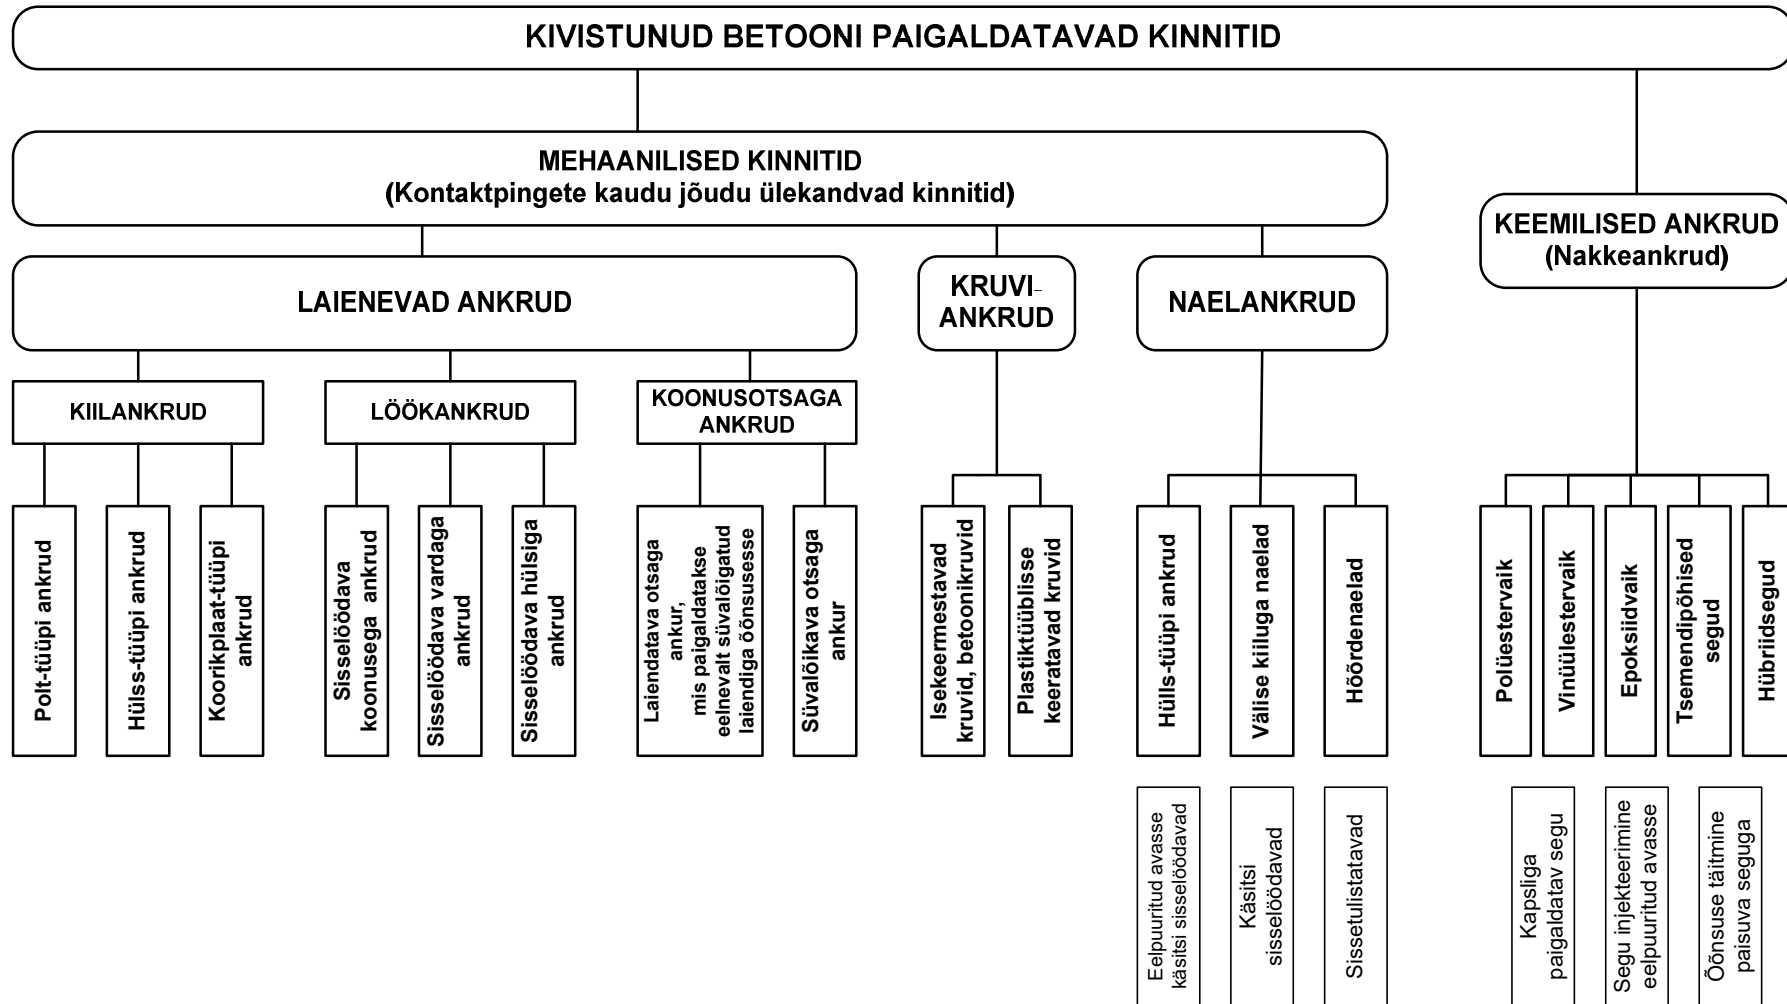 KIVISTUNUD BETOONI PAIGALDATAVAD KINNITID
MEHAANILISED KINNITID
(Kontaktpingete kaudu jõudu ülekandvad kinnitid)
KEEMILISED ANKRUD
(Nakkeankrud)
LAIENEVAD ANKRUD
KRUVI-
ANKRUD
NAELANKRUD
KIILANKRUD
LÖÖKANKRUD
KOONUSOTSAGA
ANKRUD
Polt-tüüpi ankrud
Hülss-tüüpi ankrud
Koorikplaat-tüüpi
ankrud
Sisselöödava
koonusega ankrud
Sisselöödava vardaga
ankrud
Sisselöödava hülsiga
ankrud
Laiendatava otsaga
ankur,
mis paigaldatakse
eelnevalt süvalõigatud
laiendiga õõnsusesse
Süvalõikava otsaga
ankur
Isekeermestavad
kruvid, betoonikruvid
Plastiktüüblisse
keeratavad kruvid
Hülls-tüüpi ankrud
Välise kiiluga naelad
Hõõrdenaelad
Polüestervaik
Vinüülestervaik
Epoksiidvaik
Tsemendipõhised
segud
Hübriidsegud
Eelpuuritud avasse
käsitsi sisselöödavad
Käsitsi
sisselöödavad
Sissetulistatavad
Kapsliga
paigaldatav segu
Segu injekteerimine
eelpuuritud avasse
Õõnsuse täitmine
paisuva seguga